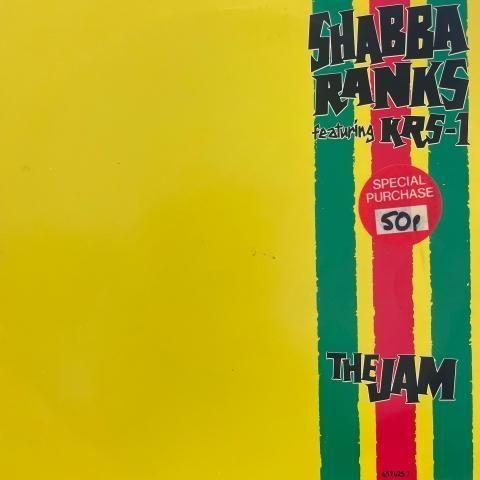 SHABBA
RANKS
featuring KRS-1
SPECIAL
PURCHASE
50p
THE JAM